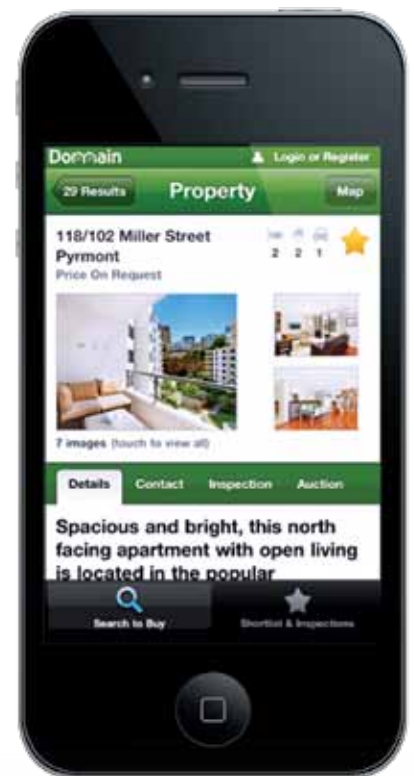 Domain
Login or Register
29 Results
Property
Map
118/102 Miller Street
Pyrmont
2 2 1
Price On Request
7 images (touch to view all)
Details Contact Inspection Auction
Spacious and bright, this north
facing apartment with open living
is located in the popular
Search to Buy
Shortlist & Inspections